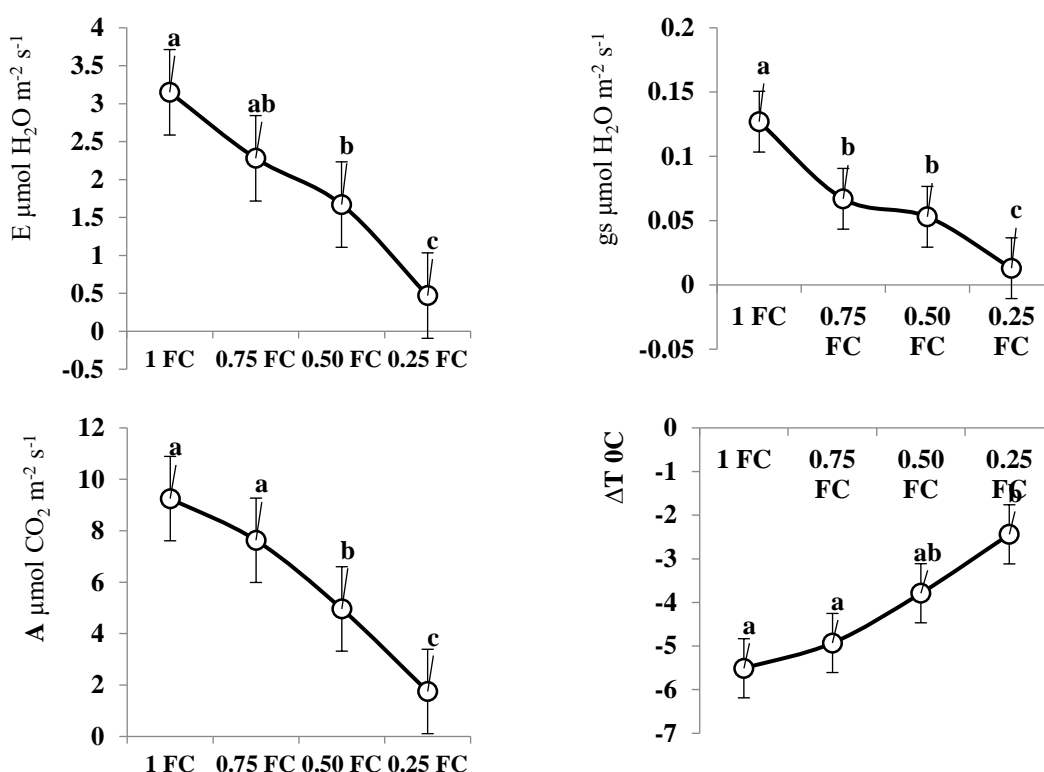 E µmol H₂O m⁻² s⁻¹
4
3.5
3
2.5
2
1.5
1
0.5
0
-0.5
a
ab
b
c
1 FC 0.75 FC 0.50 FC 0.25 FC
gs µmol H₂O m⁻² s⁻¹
0.2
0.15
0.1
0.05
0
-0.05
a
b
b
c
1 FC 0.75 0.50 0.25
FC FC FC
A µmol CO₂ m⁻² s⁻¹
12
10
8
6
4
2
0
a
a
b
c
1 FC 0.75 FC 0.50 FC 0.25 FC
ΔT 0C
0
-1
-2
-3
-4
-5
-6
-7
1 FC 0.75 0.50 0.25
FC FC FC
a
a
ab
b